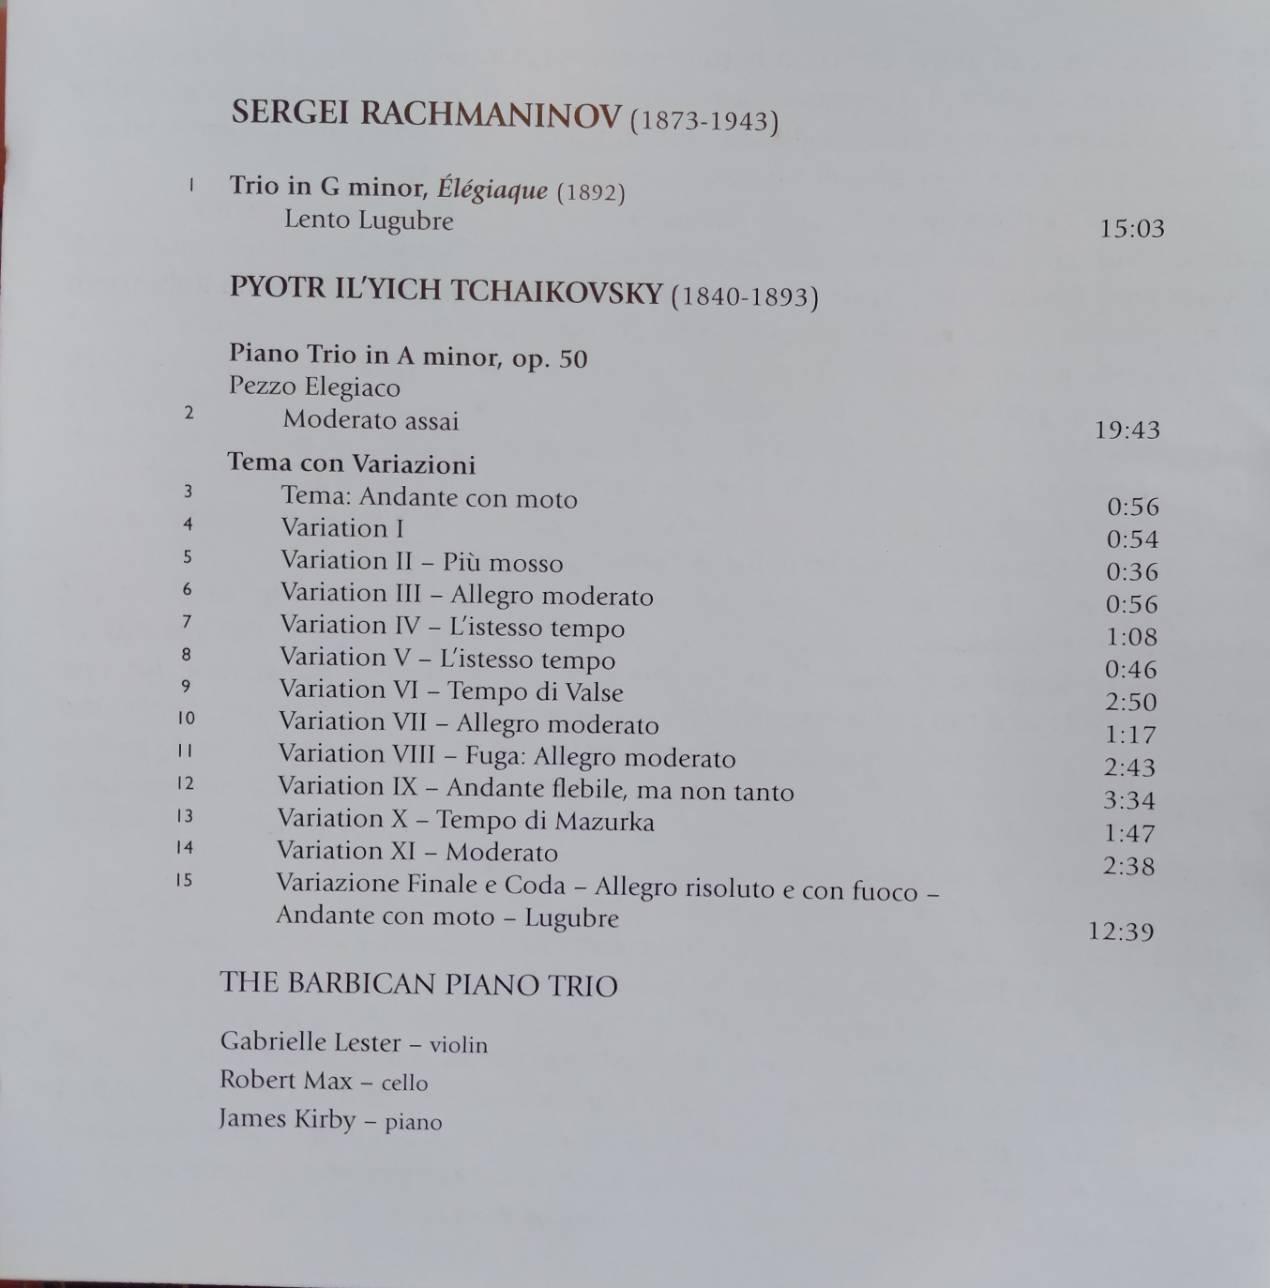 SERGEI RACHMANINOV (1873-1943)
1 Trio in G minor, Élégiaque (1892)
Lento Lugubre 15:03
PYOTR IL'YICH TCHAIKOVSKY (1840-1893)
Piano Trio in A minor, op. 50
Pezzo Elegiaco
2 Moderato assai 19:43
Tema con Variazioni
3 Tema: Andante con moto 0:56
4 Variation I 0:54
5 Variation II – Più mosso 0:36
6 Variation III – Allegro moderato 0:56
7 Variation IV – L'istesso tempo 1:08
8 Variation V – L'istesso tempo 0:46
9 Variation VI – Tempo di Valse 2:50
10 Variation VII – Allegro moderato 1:17
11 Variation VIII – Fuga: Allegro moderato 2:43
12 Variation IX – Andante flebile, ma non tanto 3:34
13 Variation X – Tempo di Mazurka 1:47
14 Variation XI – Moderato 2:38
15 Variazione Finale e Coda – Allegro risoluto e con fuoco –
Andante con moto – Lugubre 12:39
THE BARBICAN PIANO TRIO
Gabrielle Lester – violin
Robert Max – cello
James Kirby – piano